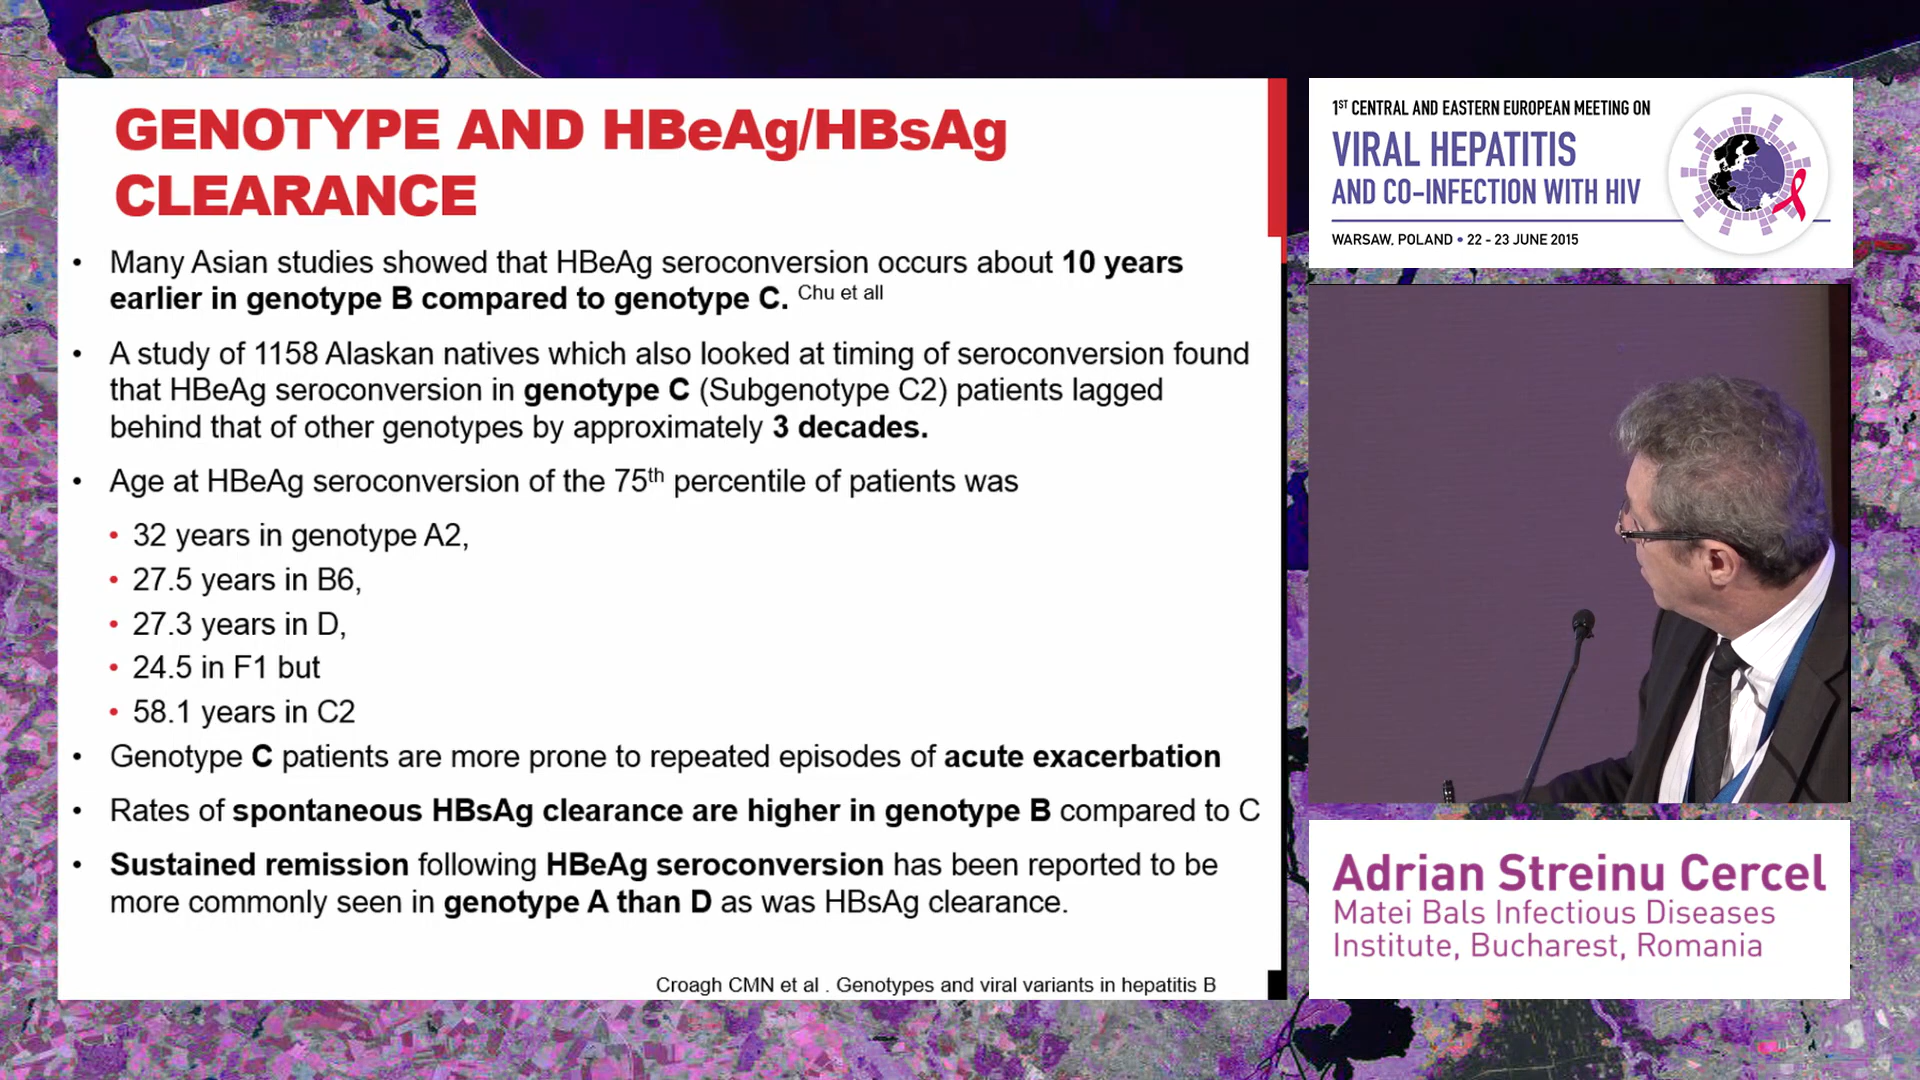 GENOTYPE AND HBeAg/HBsAg
CLEARANCE
• Many Asian studies showed that HBeAg seroconversion occurs about 10 years
earlier in genotype B compared to genotype C. Chu et all
• A study of 1158 Alaskan natives which also looked at timing of seroconversion found
that HBeAg seroconversion in genotype C (Subgenotype C2) patients lagged
behind that of other genotypes by approximately 3 decades.
• Age at HBeAg seroconversion of the 75th percentile of patients was
• 32 years in genotype A2,
• 27.5 years in B6,
• 27.3 years in D,
• 24.5 in F1 but
• 58.1 years in C2
• Genotype C patients are more prone to repeated episodes of acute exacerbation
• Rates of spontaneous HBsAg clearance are higher in genotype B compared to C
• Sustained remission following HBeAg seroconversion has been reported to be
more commonly seen in genotype A than D as was HBsAg clearance.
Croagh CMN et al . Genotypes and viral variants in hepatitis B
1ST CENTRAL AND EASTERN EUROPEAN MEETING ON
VIRAL HEPATITIS
AND CO-INFECTION WITH HIV
WARSAW, POLAND • 22 - 23 JUNE 2015
Adrian Streinu Cercel
Matei Bals Infectious Diseases
Institute, Bucharest, Romania